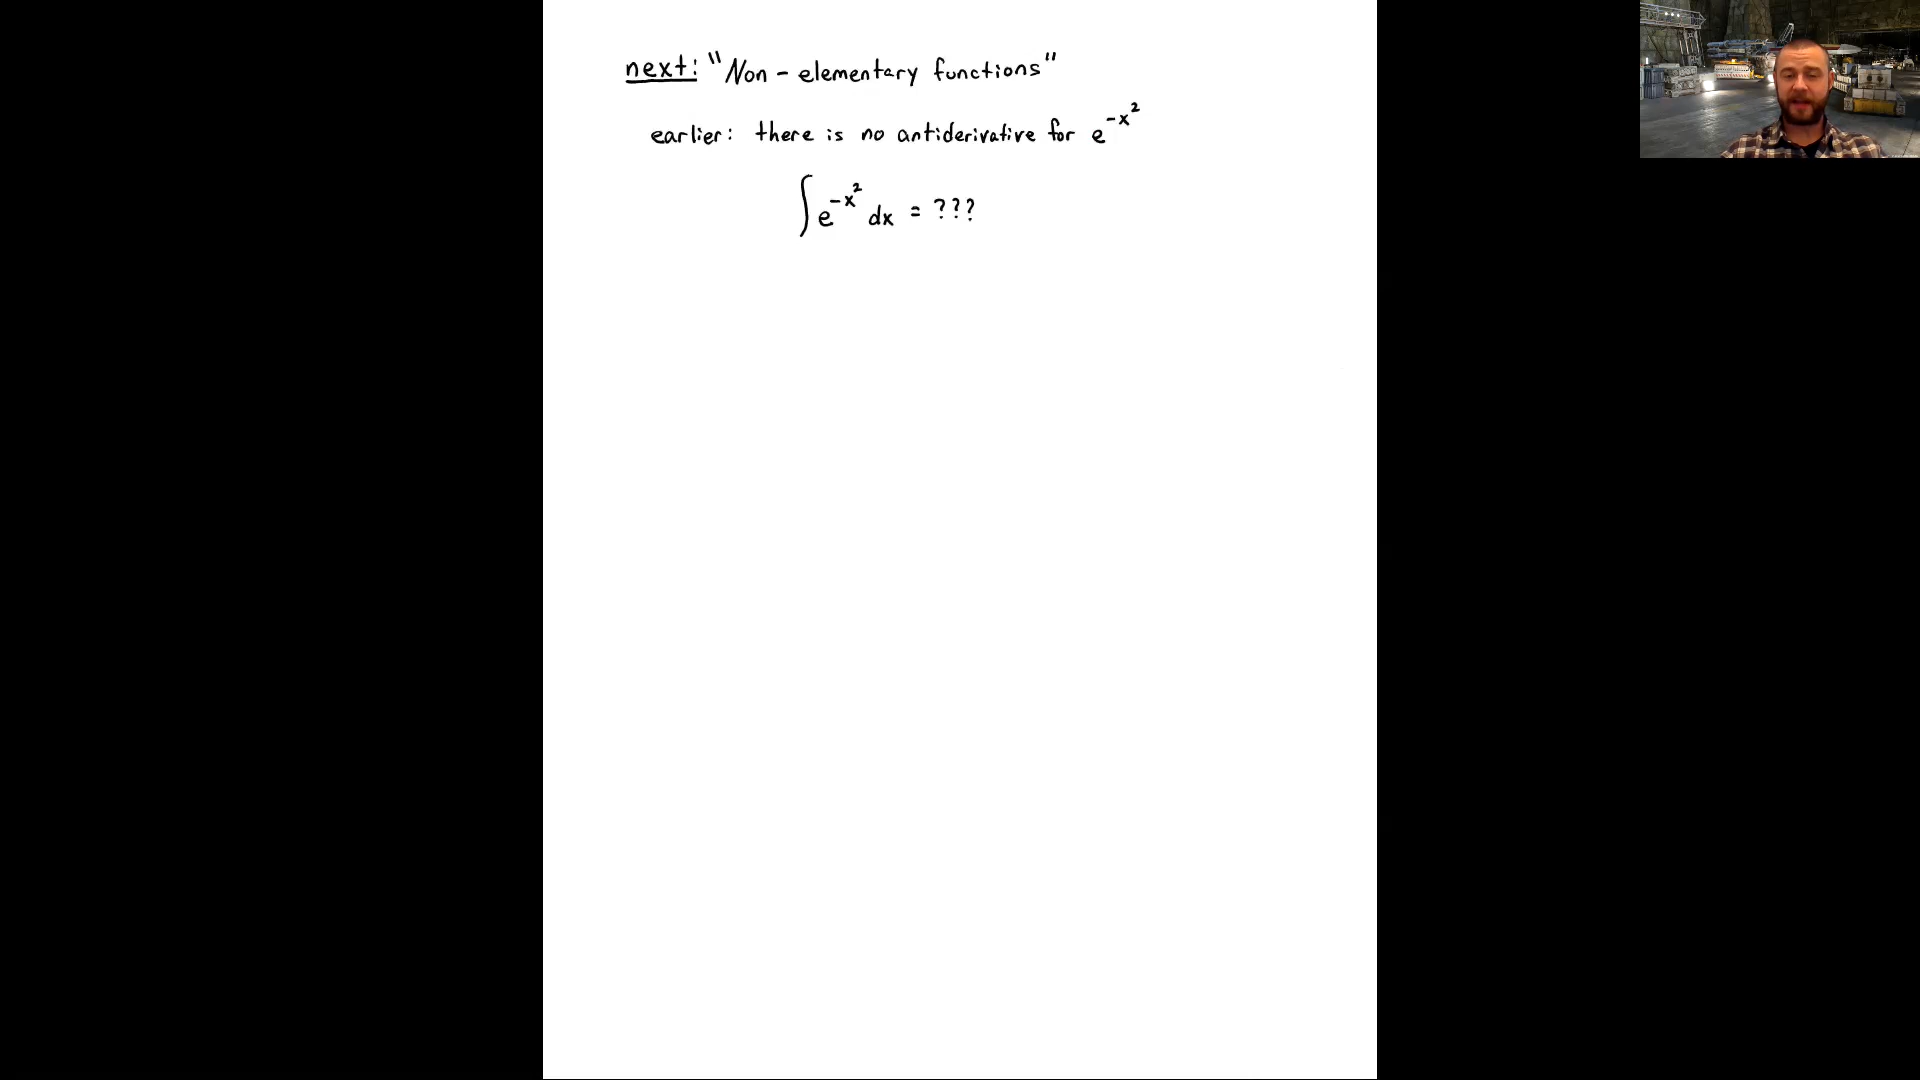 next: "Non-elementary functions"
earlier: there is no antiderivative for e^{-x^2}
∫ e^{-x^2} dx = ???